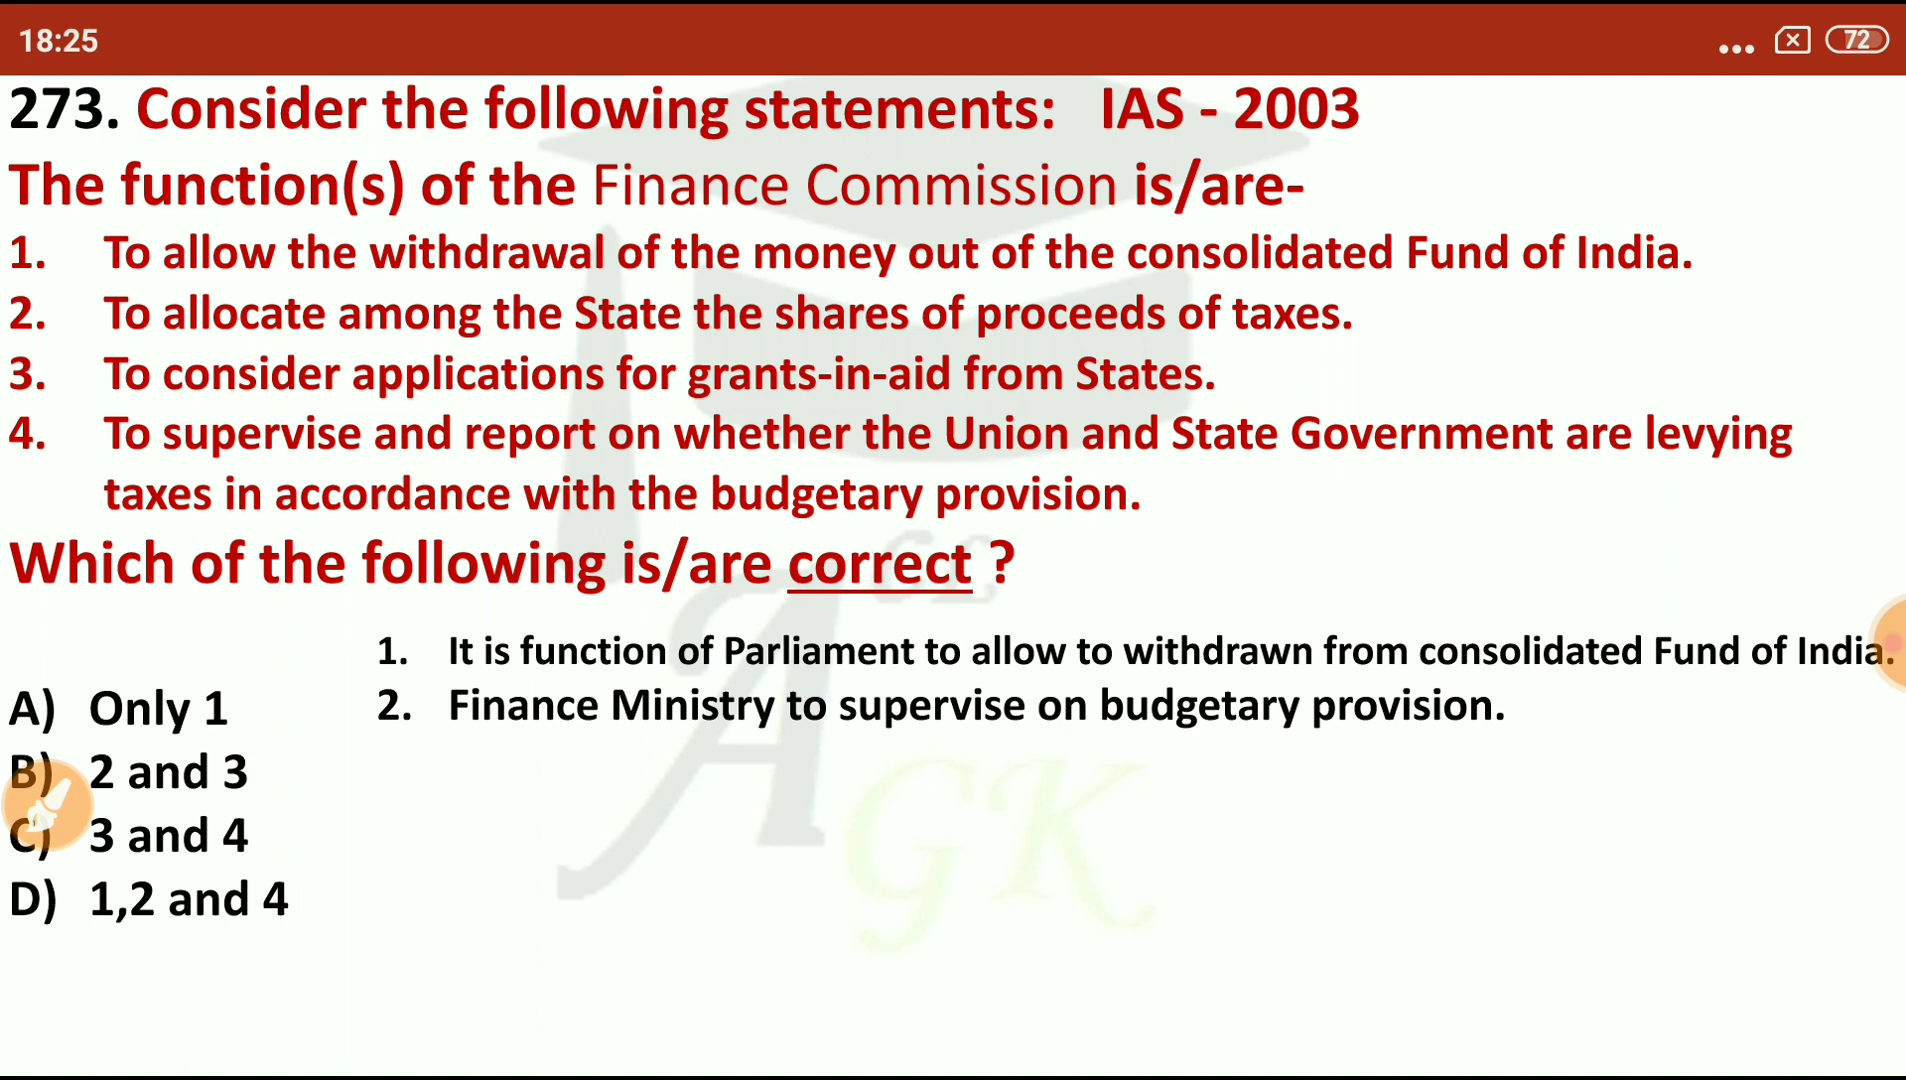 18:25
72
273. Consider the following statements: IAS - 2003
The function(s) of the Finance Commission is/are-
1. To allow the withdrawal of the money out of the consolidated Fund of India.
2. To allocate among the State the shares of proceeds of taxes.
3. To consider applications for grants-in-aid from States.
4. To supervise and report on whether the Union and State Government are levying
taxes in accordance with the budgetary provision.
Which of the following is/are correct ?
1. It is function of Parliament to allow to withdrawn from consolidated Fund of India.
2. Finance Ministry to supervise on budgetary provision.
A) Only 1
B) 2 and 3
C) 3 and 4
D) 1,2 and 4
A
GK